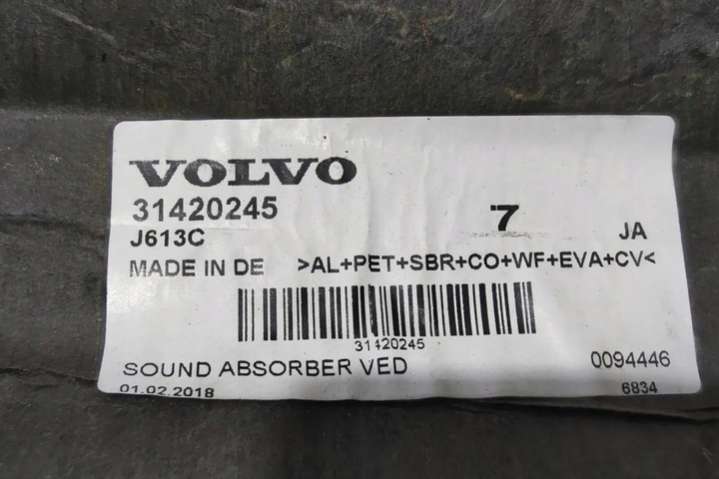 VOLVO
31420245
7
J613C
JA
MADE IN DE >AL+PET+SBR+CO+WF+EVA+CV<
31420245
SOUND ABSORBER VED 0094446
01.02.2018 6834